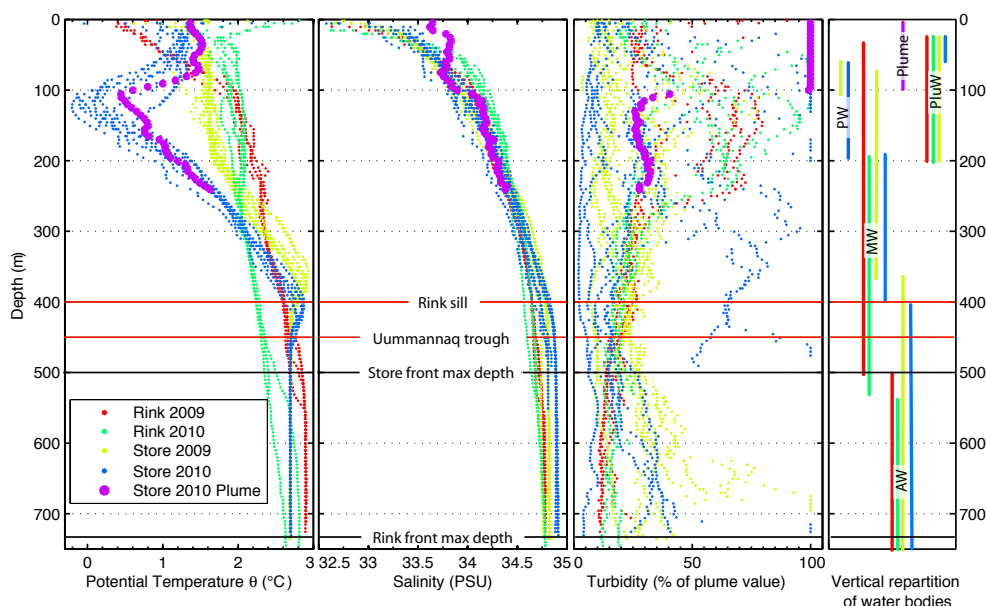 0
100
200
300
400
500
600
700
Depth (m)
0
1
2
3
Potential Temperature θ (°C)
32.5
33
33.5
34
34.5
35
Salinity (PSU)
10
50
100
Turbidity (% of plume value)
Rink sill
Uummannaq trough
Store front max depth
Rink front max depth
Rink 2009
Rink 2010
Store 2009
Store 2010
Store 2010 Plume
PW
MW
AW
Plume
PluW
0
100
200
300
400
500
600
700
Vertical repartition
of water bodies